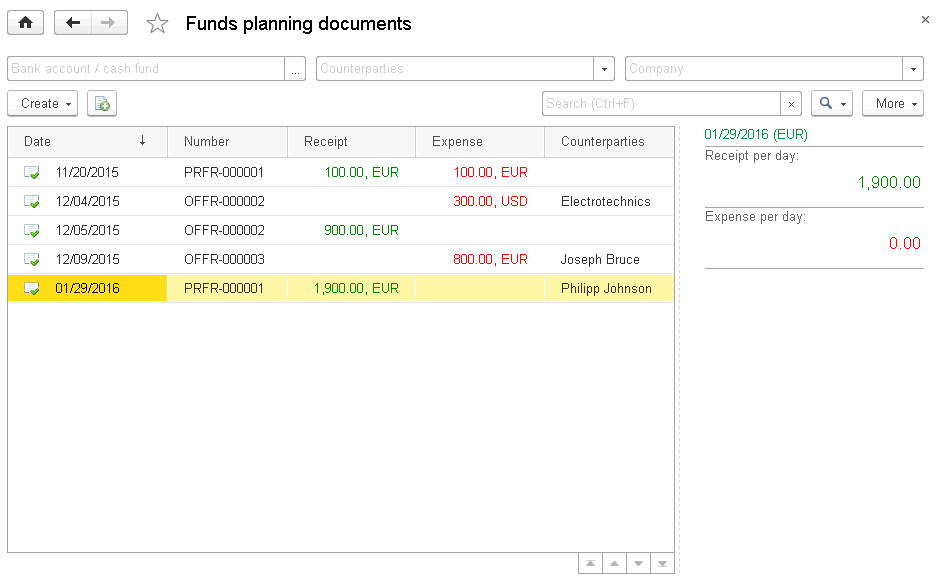 Funds planning documents
Bank account / cash fund ... Counterparties Company
Create Search (Ctrl+F) × More
Date ↓ Number Receipt Expense Counterparties
11/20/2015 PRFR-000001 100.00, EUR 100.00, EUR
12/04/2015 OFFR-000002 300.00, USD Electrotechnics
12/05/2015 OFFR-000002 900.00, EUR
12/09/2015 OFFR-000003 800.00, EUR Joseph Bruce
01/29/2016 PRFR-000001 1,900.00, EUR Philipp Johnson
01/29/2016 (EUR)
Receipt per day:
1,900.00
Expense per day:
0.00